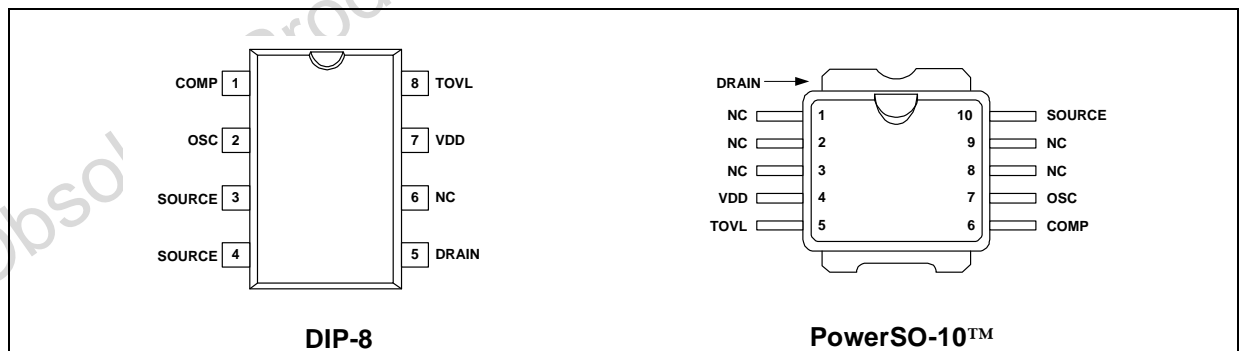 COMP 1
OSC 2
SOURCE 3
SOURCE 4
8 TOVL
7 VDD
6 NC
5 DRAIN
DIP-8
DRAIN
NC 1
NC 2
NC 3
VDD 4
TOVL 5
10 SOURCE
9 NC
8 NC
7 OSC
6 COMP
PowerSO-10™